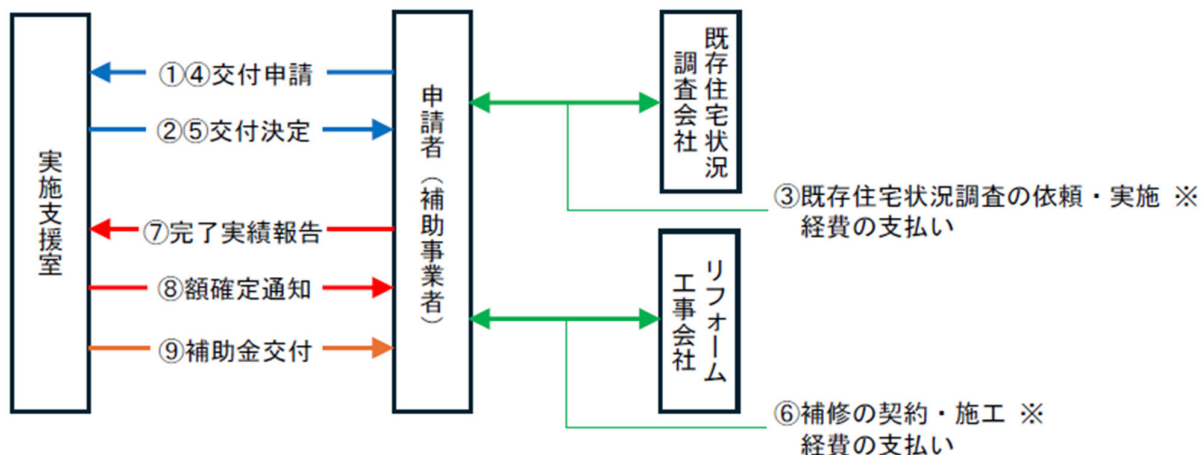 実施支援室
①④交付申請
②⑤交付決定
⑦完了実績報告
⑧額確定通知
⑨補助金交付
申請者（補助事業者）
既存住宅状況
調査会社
③既存住宅状況調査の依頼・実施 ※
経費の支払い
リフォーム
工事会社
⑥補修の契約・施工 ※
経費の支払い